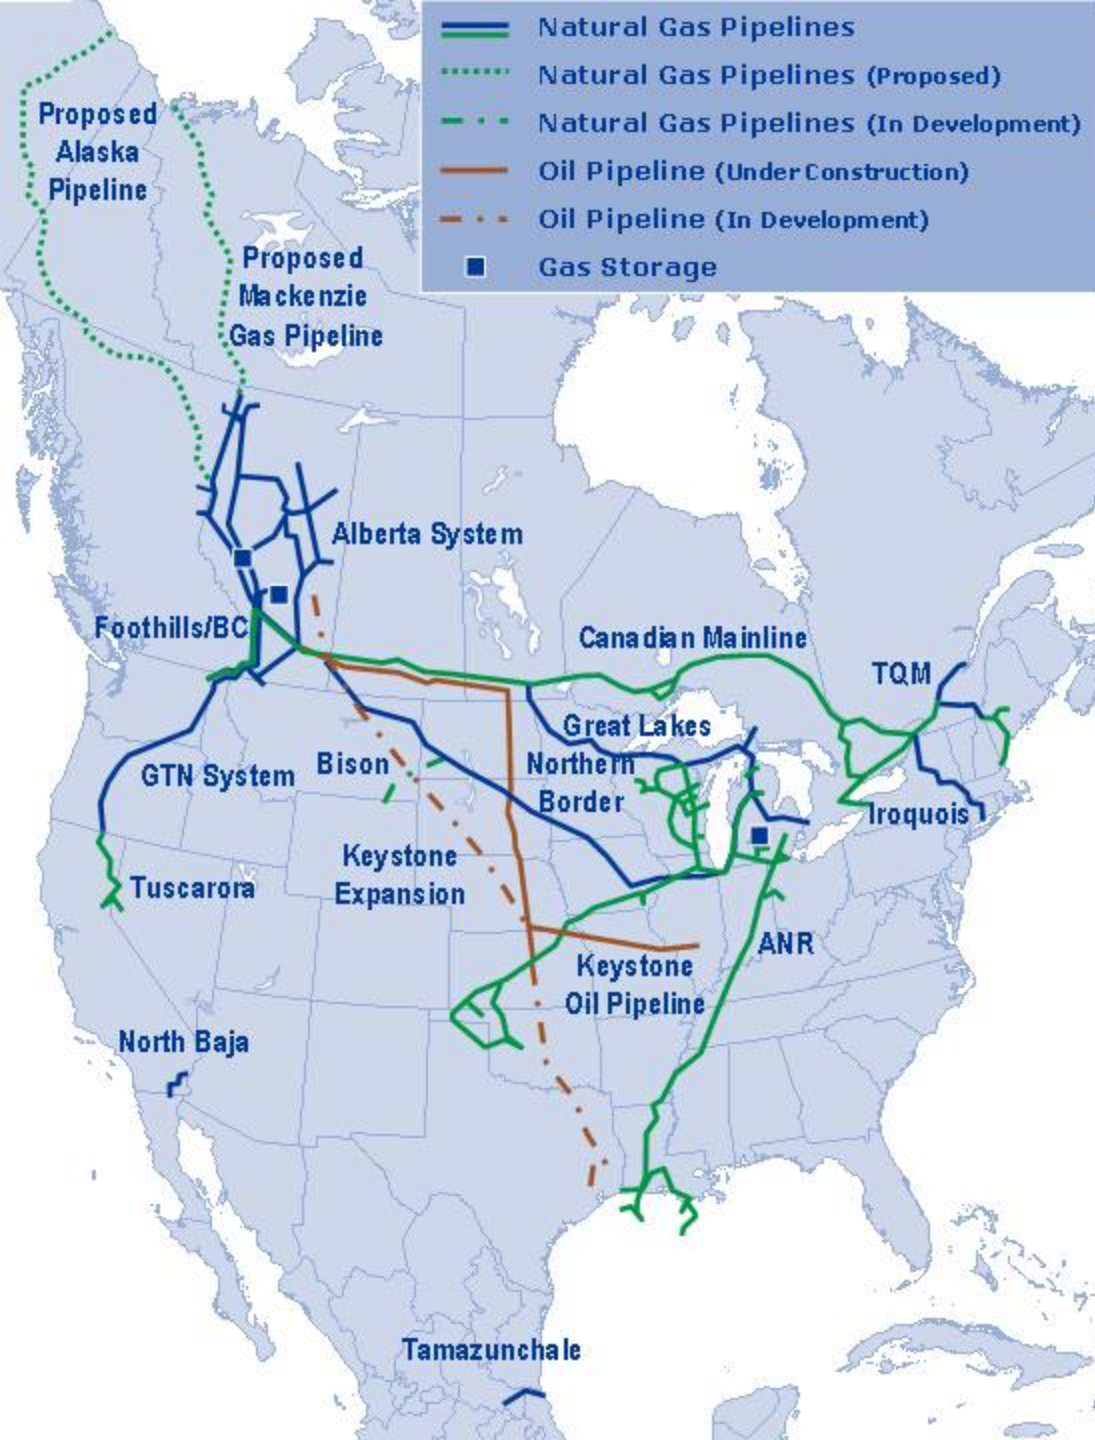 Natural Gas Pipelines
Natural Gas Pipelines (Proposed)
Natural Gas Pipelines (In Development)
Oil Pipeline (Under Construction)
Oil Pipeline (In Development)
Gas Storage
Proposed
Alaska
Pipeline
Proposed
Mackenzie
Gas Pipeline
Alberta System
Foothills/BC
Canadian Mainline
TQM
Great Lakes
GTN System
Bison
Northern
Border
Iroquois
Keystone
Expansion
Tuscarora
ANR
Keystone
Oil Pipeline
North Baja
Tamazunchale